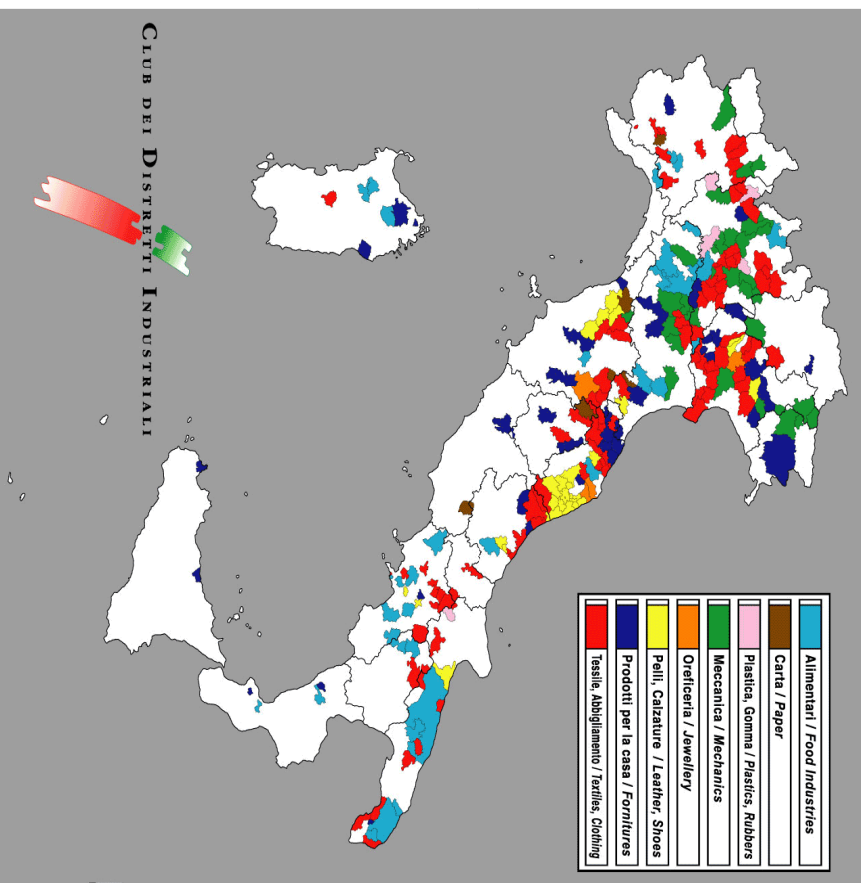 CLUB DEI DISTRETTI INDUSTRIALI
Alimentari / Food Industries
Carta / Paper
Plastica, Gomma / Plastics, Rubbers
Meccanica / Mechanics
Oreficeria / Jewellery
Pelli, Calzature / Leather, Shoes
Prodotti per la casa / Fornitures
Tessile, Abbigliamento / Textiles, Clothing